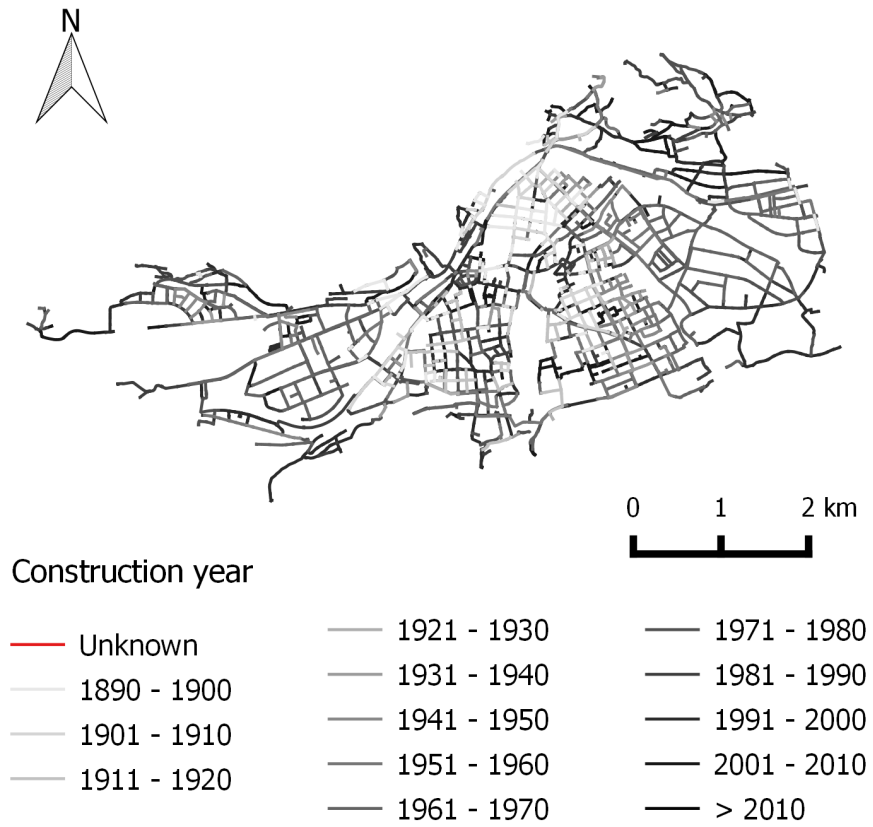 N
0 1 2 km
Construction year
Unknown
1890 - 1900
1901 - 1910
1911 - 1920
1921 - 1930
1931 - 1940
1941 - 1950
1951 - 1960
1961 - 1970
1971 - 1980
1981 - 1990
1991 - 2000
2001 - 2010
> 2010